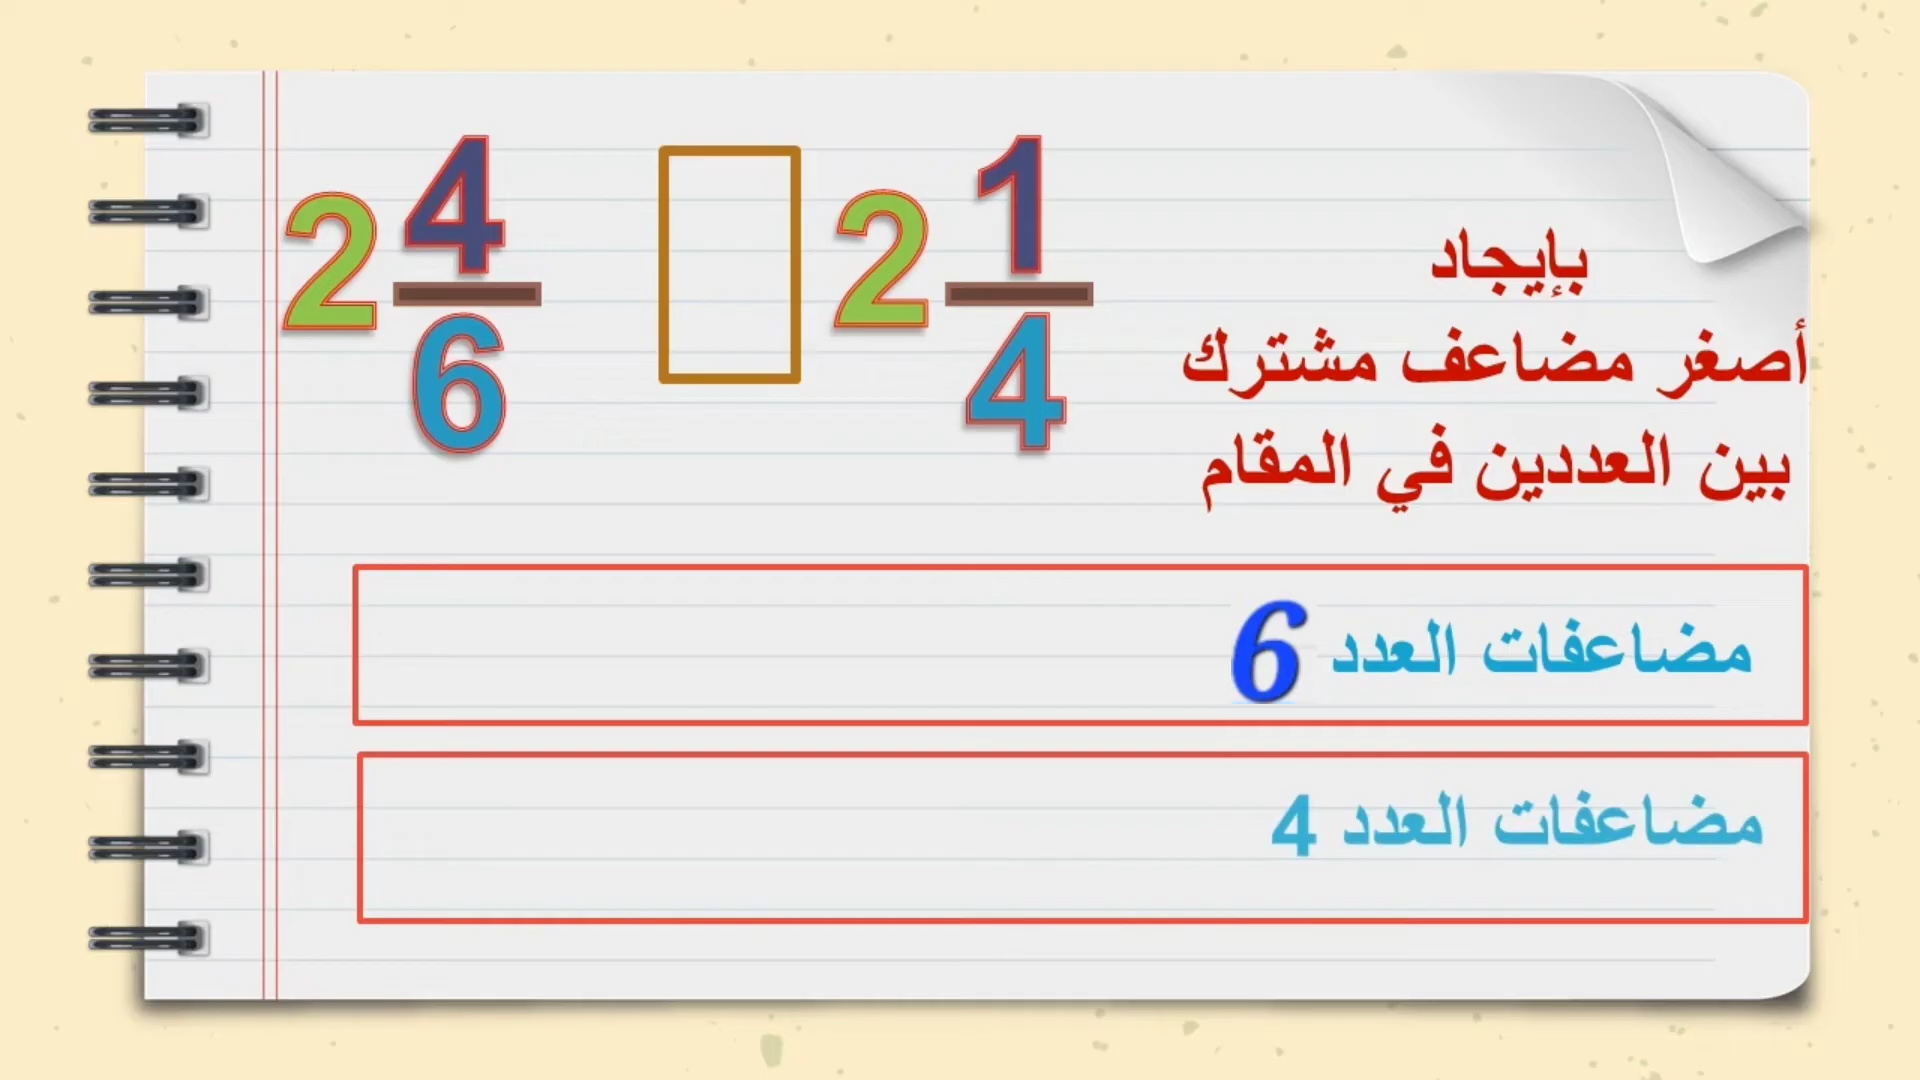 2 4/6 2 1/4
بإيجاد
أصغر مضاعف مشترك
بين العددين في المقام
مضاعفات العدد 6
مضاعفات العدد 4